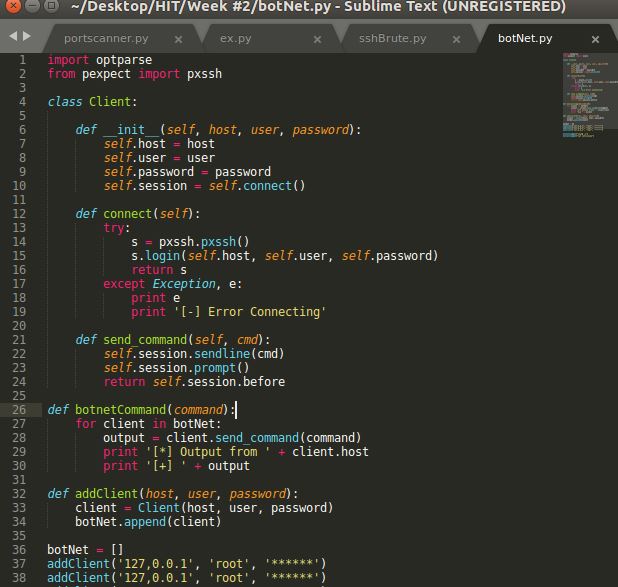 ~/Desktop/HIT/Week #2/botNet.py - Sublime Text (UNREGISTERED)
portscanner.py × ex.py × sshBrute.py × botNet.py ×
1 import optparse
2 from pexpect import pxssh
3
4 class Client:
5
6     def __init__(self, host, user, password):
7         self.host = host
8         self.user = user
9         self.password = password
10         self.session = self.connect()
11
12     def connect(self):
13         try:
14             s = pxssh.pxssh()
15             s.login(self.host, self.user, self.password)
16             return s
17         except Exception, e:
18             print e
19             print '[-] Error Connecting'
20
21     def send_command(self, cmd):
22         self.session.sendline(cmd)
23         self.session.prompt()
24         return self.session.before
25
26 def botnetCommand(command):
27     for client in botNet:
28         output = client.send_command(command)
29         print '[*] Output from ' + client.host
30         print '[+] ' + output
31
32 def addClient(host, user, password):
33     client = Client(host, user, password)
34     botNet.append(client)
35
36 botNet = []
37 addClient('127,0.0.1', 'root', '******')
38 addClient('127,0.0.1', 'root', '******')